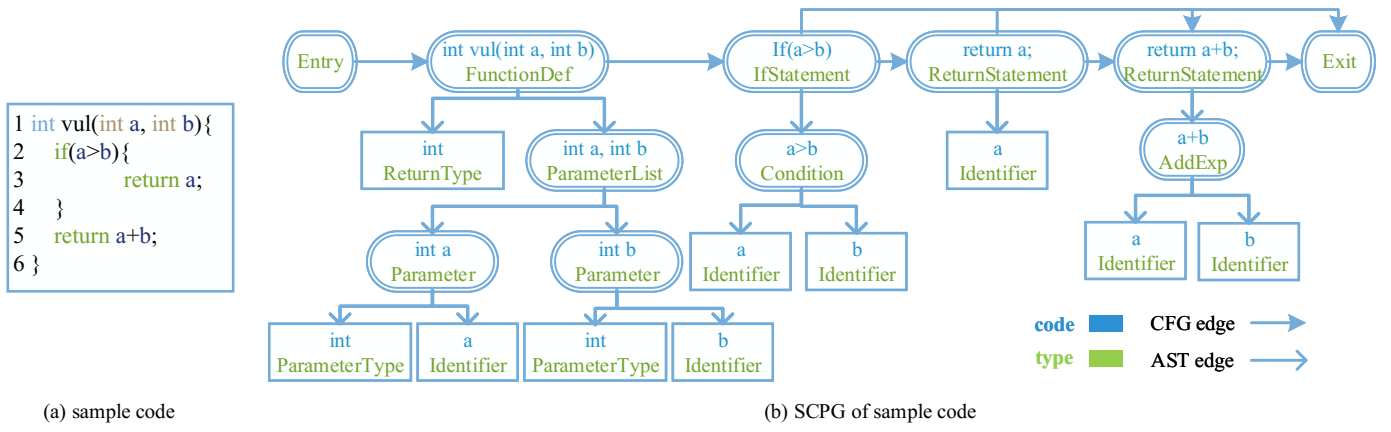 1 int vul(int a, int b){
2 if(a>b){
3 return a;
4 }
5 return a+b;
6 }
(a) sample code
Entry
int vul(int a, int b)
FunctionDef
If(a>b)
IfStatement
return a;
ReturnStatement
return a+b;
ReturnStatement
Exit
int
ReturnType
int a, int b
ParameterList
a>b
Condition
a
Identifier
a+b
AddExp
int a
Parameter
int b
Parameter
a
Identifier
b
Identifier
a
Identifier
b
Identifier
int
ParameterType
a
Identifier
int
ParameterType
b
Identifier
code
CFG edge
type
AST edge
(b) SCPG of sample code